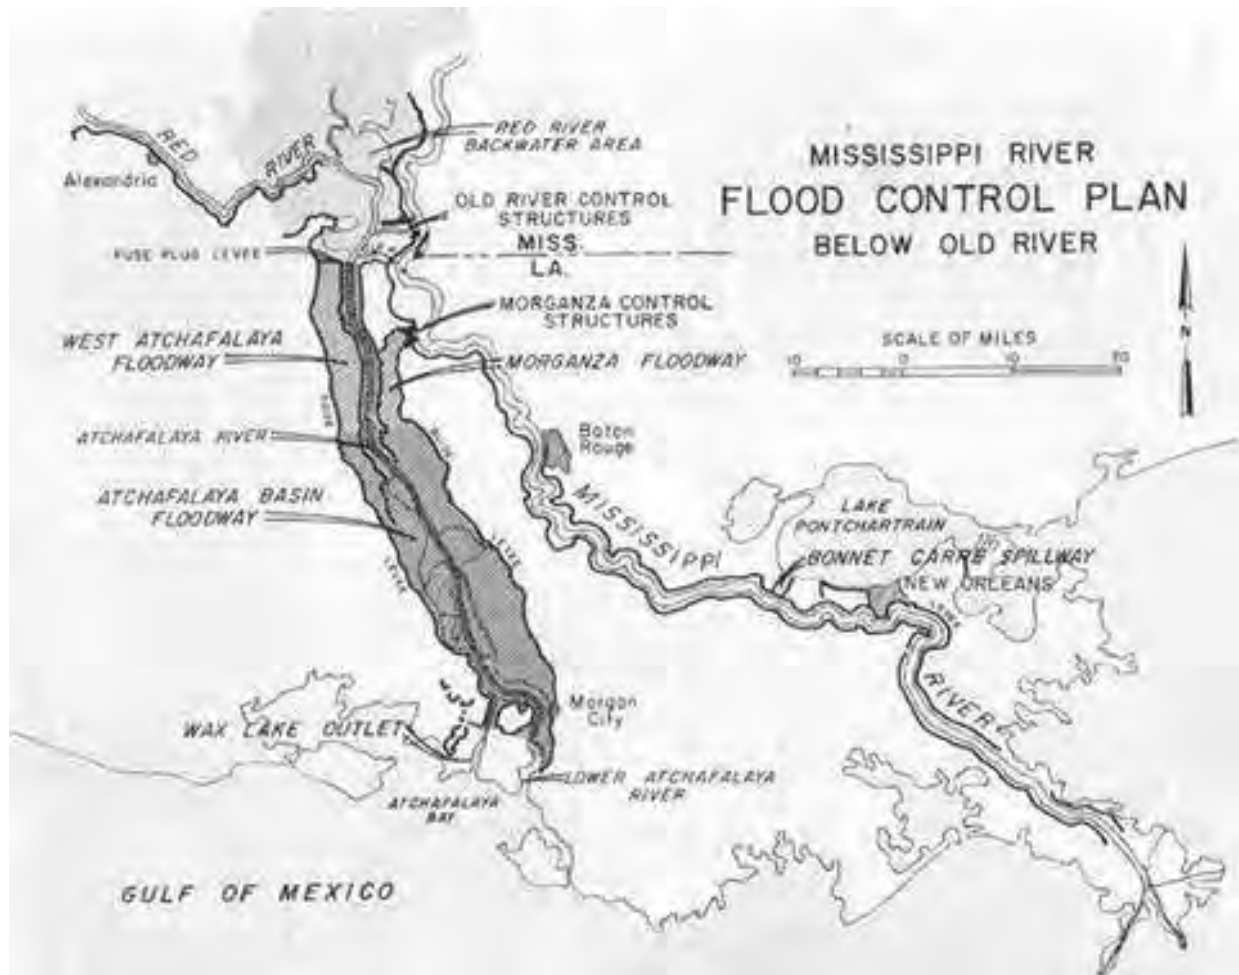 MISSISSIPPI RIVER
FLOOD CONTROL PLAN
BELOW OLD RIVER
RED RIVER
BACKWATER AREA
RED RIVER
Alexandria
OLD RIVER CONTROL
STRUCTURES
MISS.
LA.
FUSE PLUG LEVEE
MORGANZA CONTROL
STRUCTURES
N
SCALE OF MILES
10 0 10 20
WEST ATCHAFALAYA
FLOODWAY
MORGANZA FLOODWAY
ATCHAFALAYA RIVER
Baton
Rouge
ATCHAFALAYA BASIN
FLOODWAY
LEVEE
LEVEE
MISSISSIPPI
LAKE
PONTCHARTRAIN
BONNET CARRE SPILLWAY
NEW ORLEANS
LEVEE
RIVER
Morgan
City
WAX LAKE OUTLET
LOWER ATCHAFALAYA
RIVER
ATCHAFALAYA
BAY
GULF OF MEXICO